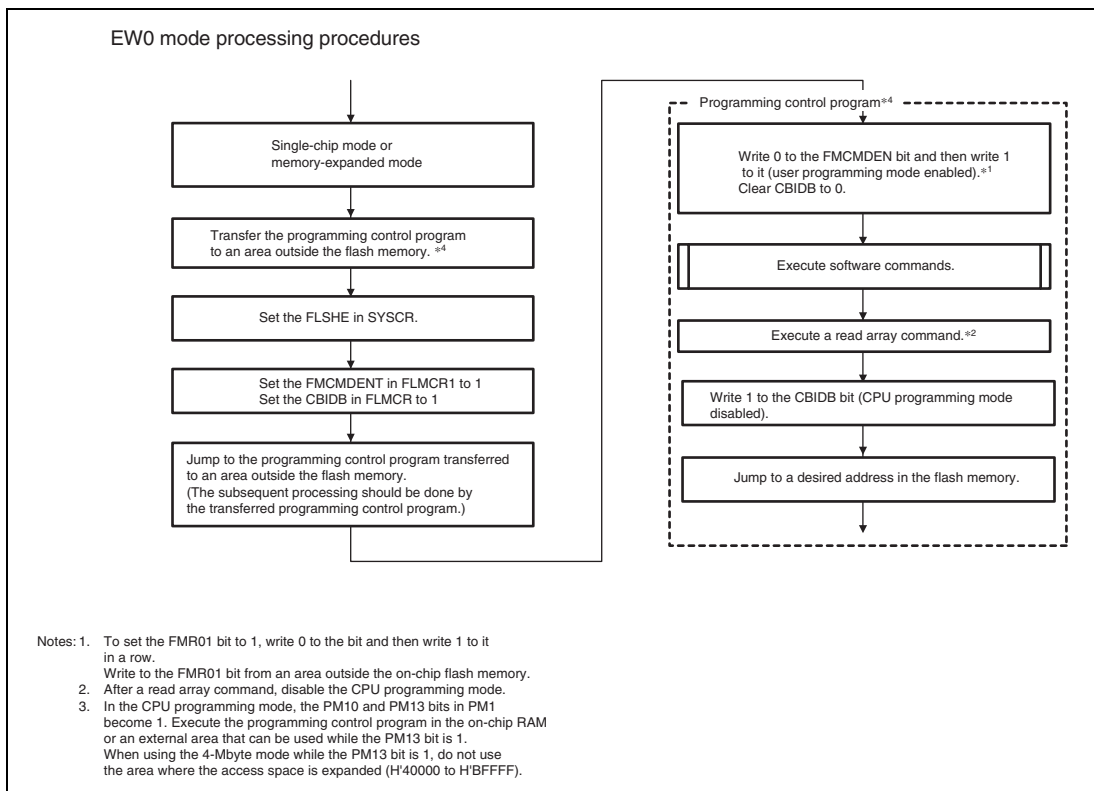 EW0 mode processing procedures
Single-chip mode or
memory-expanded mode
Transfer the programming control program
to an area outside the flash memory. *4
Set the FLSHE in SYSCR.
Set the FMCMDENT in FLMCR1 to 1
Set the CBIDB in FLMCR to 1
Jump to the programming control program transferred
to an area outside the flash memory.
(The subsequent processing should be done by
the transferred programming control program.)
Programming control program*4
Write 0 to the FMCMDEN bit and then write 1
to it (user programming mode enabled).*1
Clear CBIDB to 0.
Execute software commands.
Execute a read array command.*2
Write 1 to the CBIDB bit (CPU programming mode
disabled).
Jump to a desired address in the flash memory.
Notes: 1. To set the FMR01 bit to 1, write 0 to the bit and then write 1 to it
in a row.
Write to the FMR01 bit from an area outside the on-chip flash memory.
2. After a read array command, disable the CPU programming mode.
3. In the CPU programming mode, the PM10 and PM13 bits in PM1
become 1. Execute the programming control program in the on-chip RAM
or an external area that can be used while the PM13 bit is 1.
When using the 4-Mbyte mode while the PM13 bit is 1, do not use
the area where the access space is expanded (H'40000 to H'BFFFF).